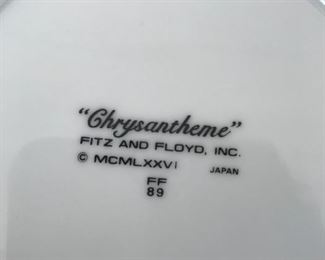 "Chrysantheme"
FITZ AND FLOYD, INC.
© MCMLXXVI JAPAN
FF
89